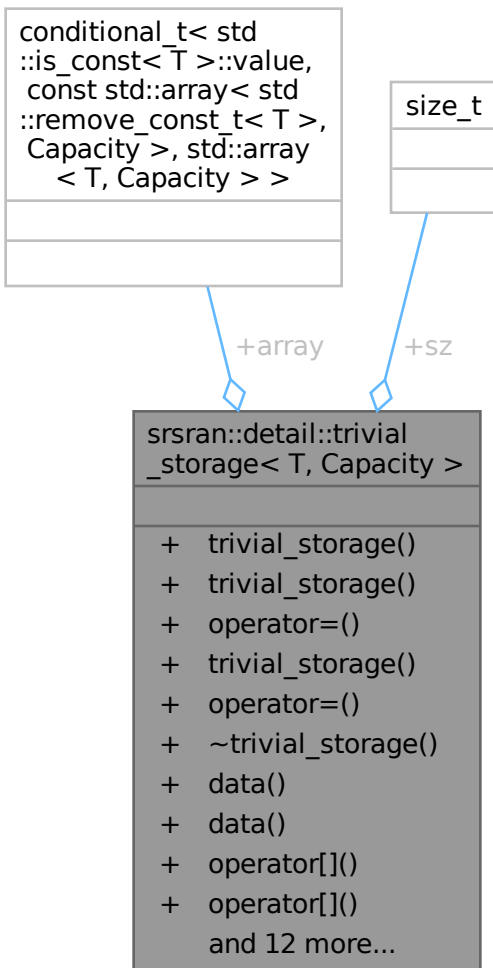 conditional_t< std
::is_const< T >::value,
const std::array< std
::remove_const_t< T >,
Capacity >, std::array
< T, Capacity > >
size_t
+array
+sz
srsran::detail::trivial
_storage< T, Capacity >
+ trivial_storage()
+ trivial_storage()
+ operator=()
+ trivial_storage()
+ operator=()
+ ~trivial_storage()
+ data()
+ data()
+ operator[]()
+ operator[]()
and 12 more...